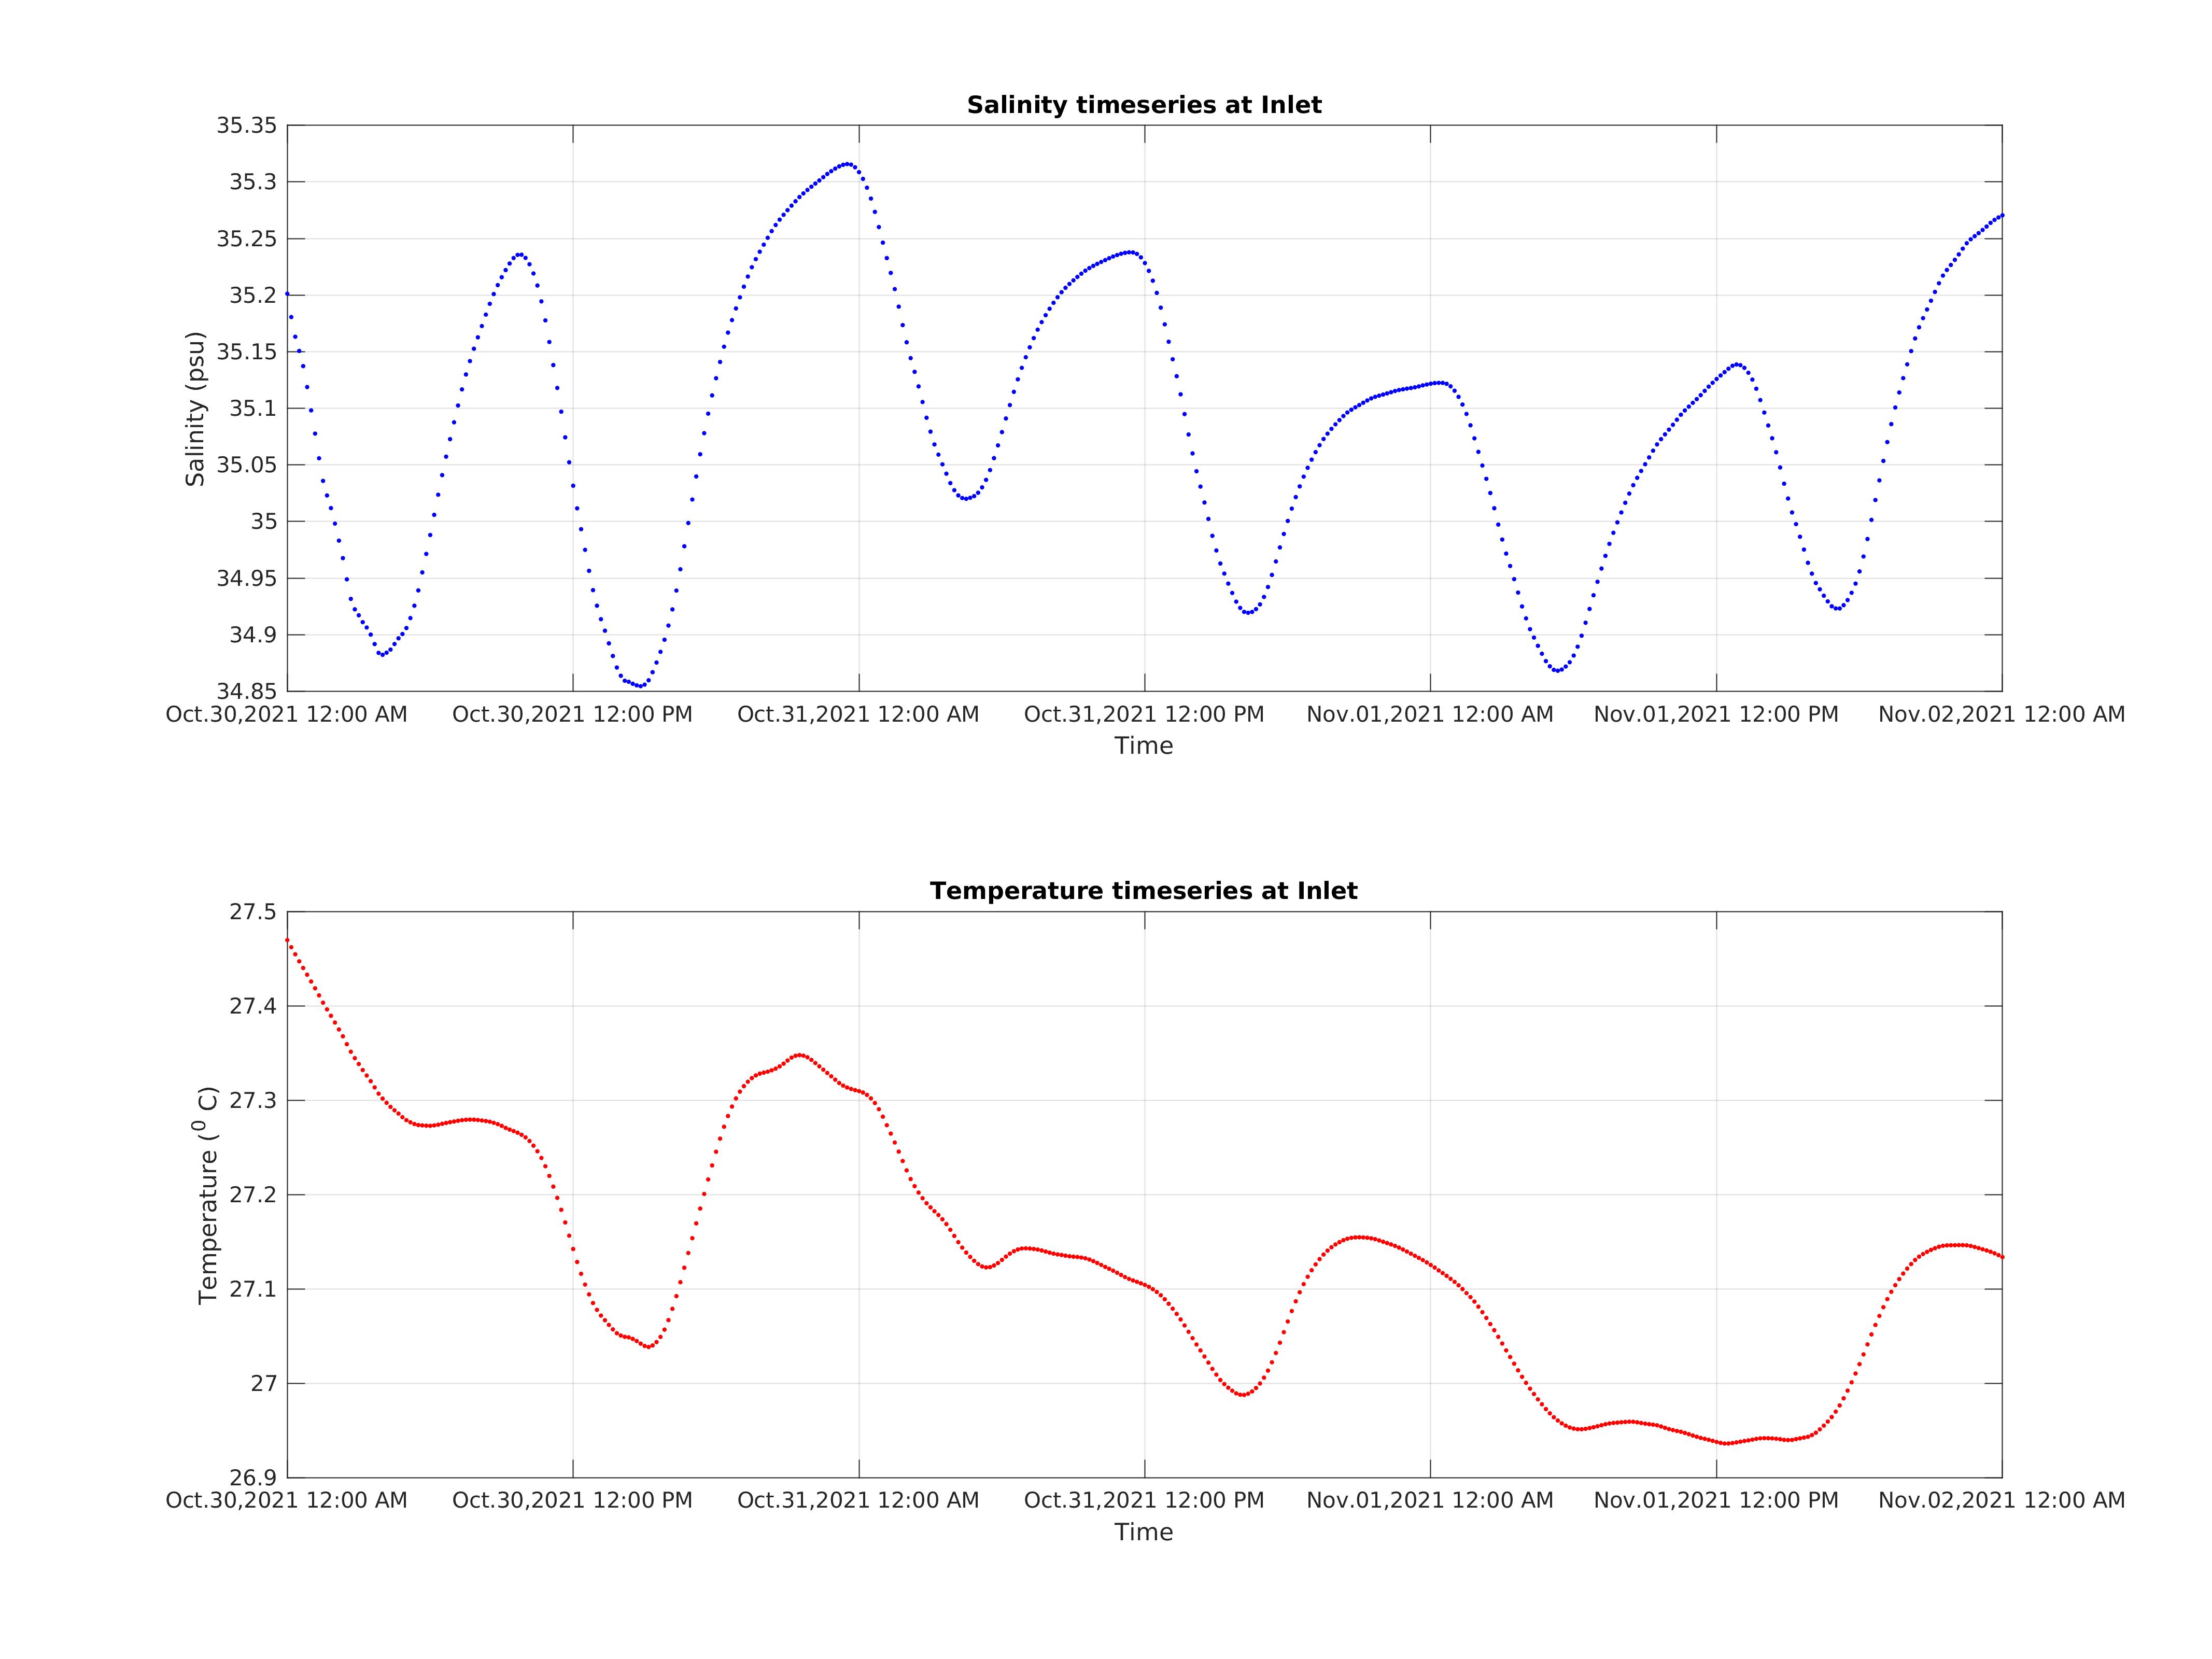 Salinity timeseries at Inlet
35.35
35.3
35.25
35.2
35.15
35.1
35.05
35
34.95
34.9
34.85
Salinity (psu)
Oct.30,2021 12:00 AM Oct.30,2021 12:00 PM Oct.31,2021 12:00 AM Oct.31,2021 12:00 PM Nov.01,2021 12:00 AM Nov.01,2021 12:00 PM Nov.02,2021 12:00 AM
Time
Temperature timeseries at Inlet
27.5
27.4
27.3
27.2
27.1
27
26.9
Temperature (⁰ C)
Oct.30,2021 12:00 AM Oct.30,2021 12:00 PM Oct.31,2021 12:00 AM Oct.31,2021 12:00 PM Nov.01,2021 12:00 AM Nov.01,2021 12:00 PM Nov.02,2021 12:00 AM
Time